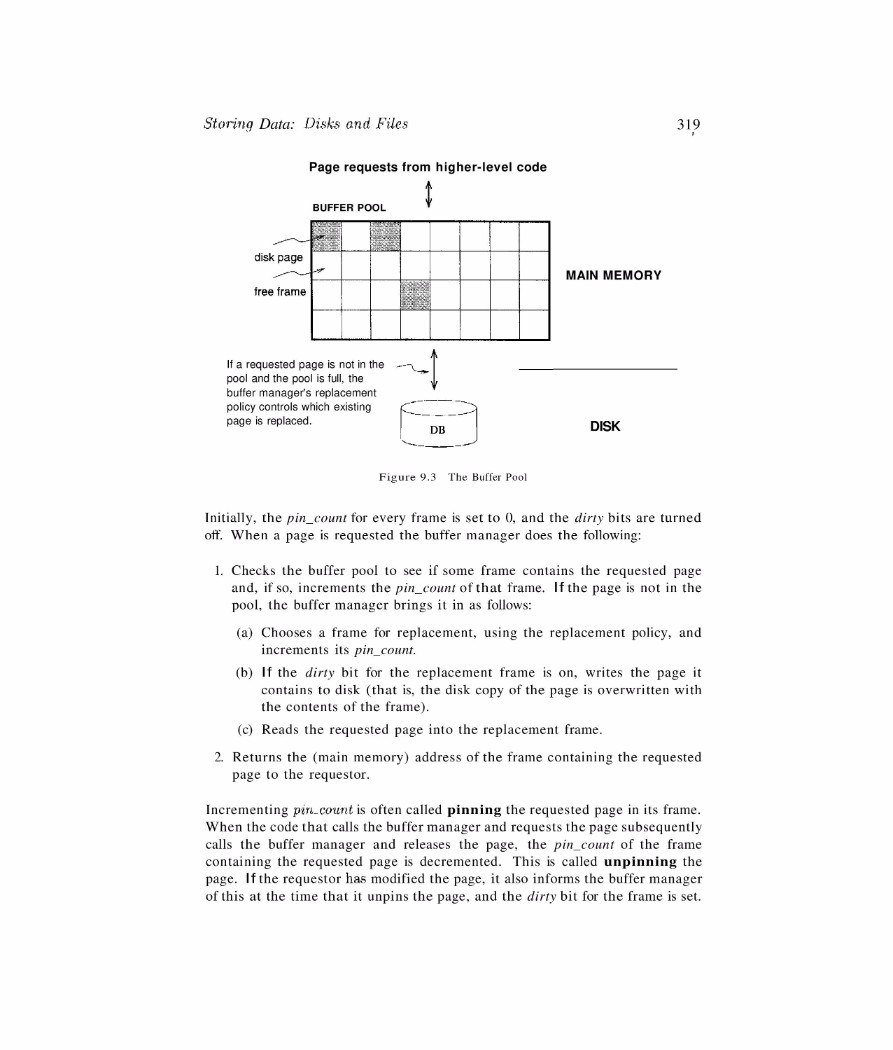 Storing Data: Disks and Files 319
Page requests from higher-level code
BUFFER POOL
disk page
free frame
MAIN MEMORY
If a requested page is not in the
pool and the pool is full, the
buffer manager's replacement
policy controls which existing
page is replaced.
DB
DISK
Figure 9.3 The Buffer Pool
Initially, the pin_count for every frame is set to 0, and the dirty bits are turned
off. When a page is requested the buffer manager does the following:
1. Checks the buffer pool to see if some frame contains the requested page
and, if so, increments the pin_count of that frame. If the page is not in the
pool, the buffer manager brings it in as follows:
(a) Chooses a frame for replacement, using the replacement policy, and
increments its pin_count.
(b) If the dirty bit for the replacement frame is on, writes the page it
contains to disk (that is, the disk copy of the page is overwritten with
the contents of the frame).
(c) Reads the requested page into the replacement frame.
2. Returns the (main memory) address of the frame containing the requested
page to the requestor.
Incrementing pin_count is often called pinning the requested page in its frame.
When the code that calls the buffer manager and requests the page subsequently
calls the buffer manager and releases the page, the pin_count of the frame
containing the requested page is decremented. This is called unpinning the
page. If the requestor has modified the page, it also informs the buffer manager
of this at the time that it unpins the page, and the dirty bit for the frame is set.